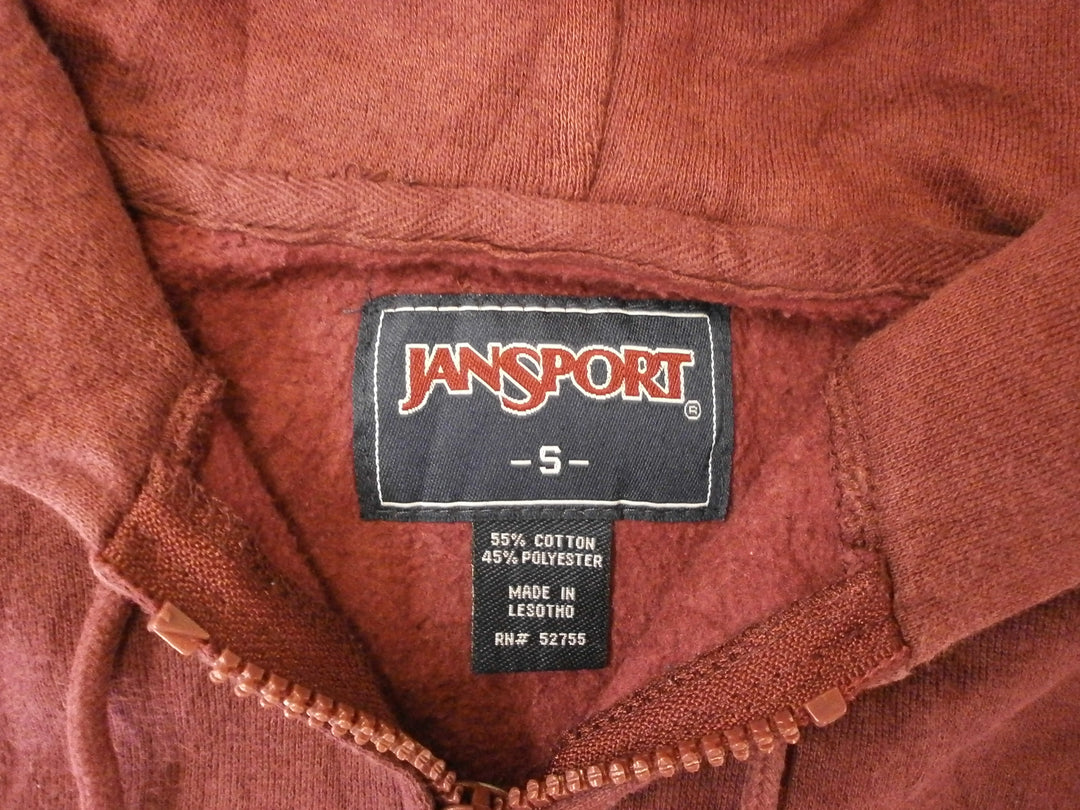 JANSPORT®
-S-
55% COTTON
45% POLYESTER
MADE IN
LESOTHO
RN# 52755